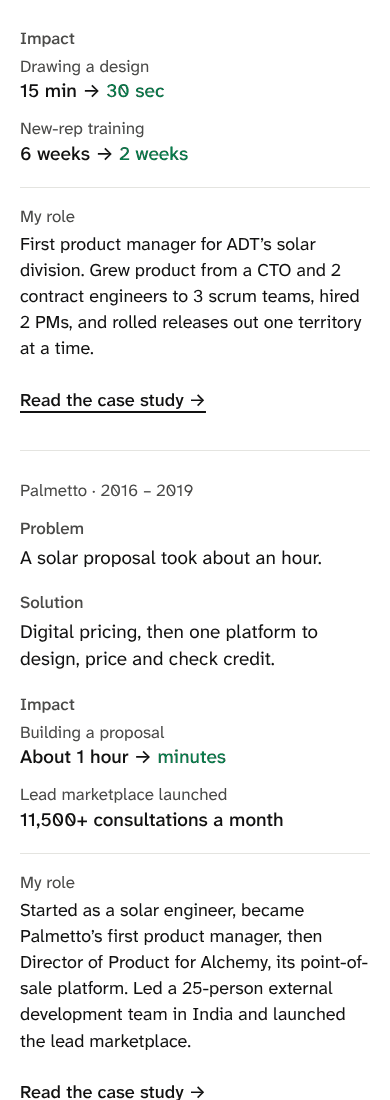 Impact
Drawing a design
15 min → 30 sec
New-rep training
6 weeks → 2 weeks
My role
First product manager for ADT’s solar
division. Grew product from a CTO and 2
contract engineers to 3 scrum teams, hired
2 PMs, and rolled releases out one territory
at a time.
Read the case study →
Palmetto · 2016 – 2019
Problem
A solar proposal took about an hour.
Solution
Digital pricing, then one platform to
design, price and check credit.
Impact
Building a proposal
About 1 hour → minutes
Lead marketplace launched
11,500+ consultations a month
My role
Started as a solar engineer, became
Palmetto’s first product manager, then
Director of Product for Alchemy, its point-of-
sale platform. Led a 25-person external
development team in India and launched
the lead marketplace.
Read the case study →